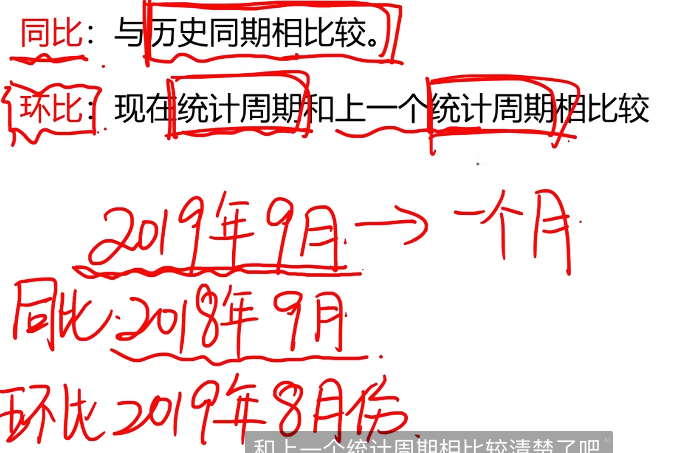 同比：与历史同期相比较。
环比：现在统计周期和上一个统计周期相比较
2019年9月→一个月
同比2018年9月
环比2019年8月份
和上一个统计周期相比较清楚了吧